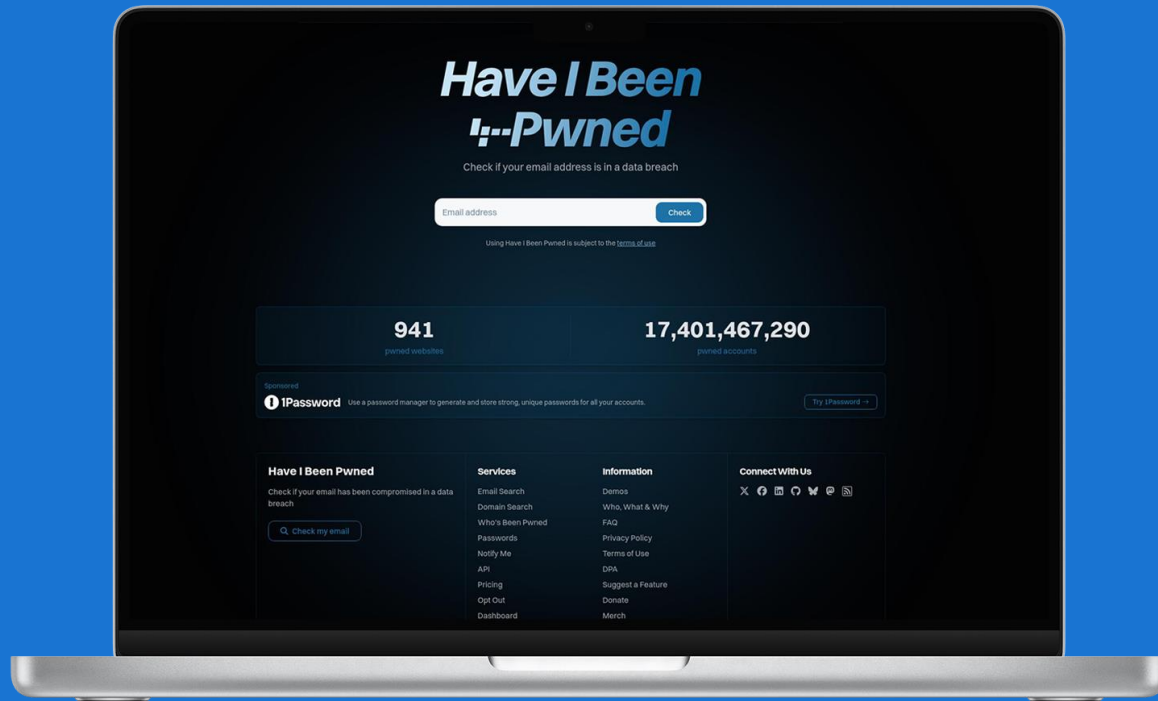 Have I Been
Pwned
Check if your email address is in a data breach
Email address
Check
Using Have I Been Pwned is subject to the terms of use
941
pwned websites
17,401,467,290
pwned accounts
Sponsored
1Password
Use a password manager to generate and store strong, unique passwords for all your accounts.
Try 1Password →
Have I Been Pwned
Check if your email has been compromised in a data
breach
Check my email
Services
Email Search
Domain Search
Who's Been Pwned
Passwords
Notify Me
API
Pricing
Opt Out
Dashboard
Information
Demos
Who, What & Why
FAQ
Privacy Policy
Terms of Use
DPA
Suggest a Feature
Donate
Merch
Connect With Us